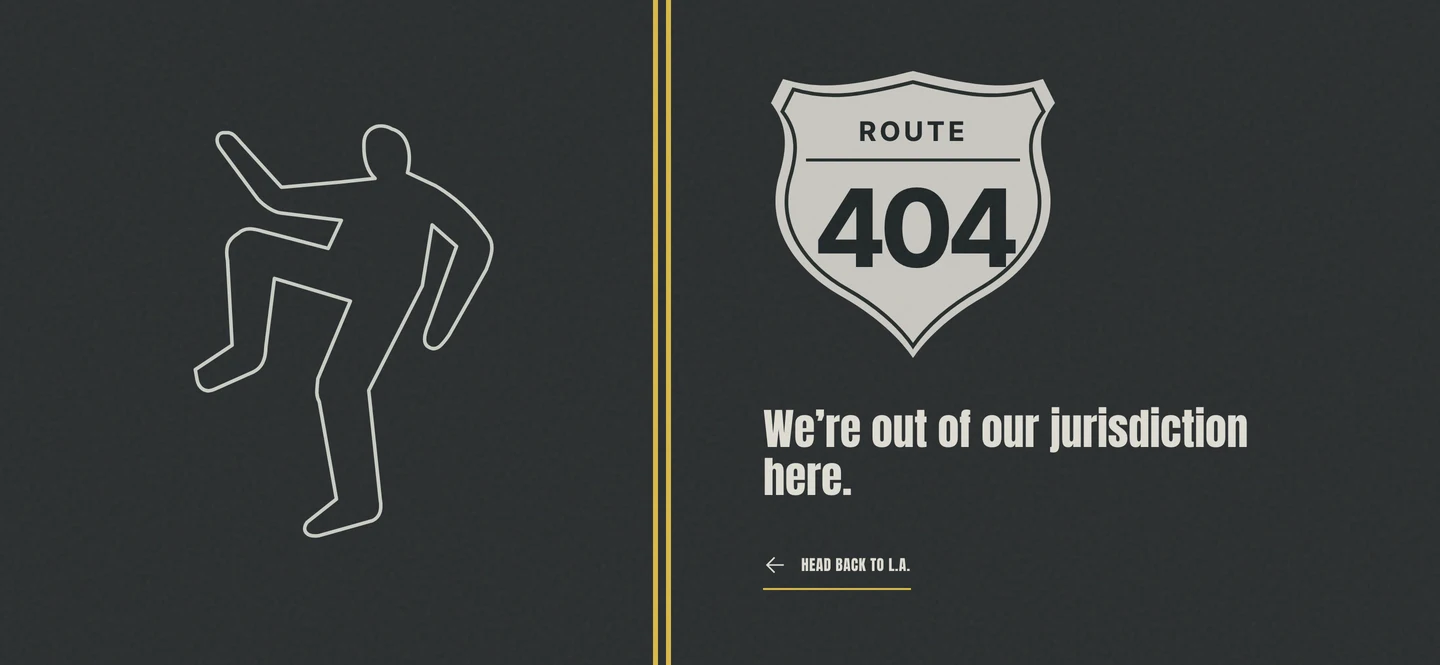 ROUTE
404
We’re out of our jurisdiction
here.
HEAD BACK TO L.A.